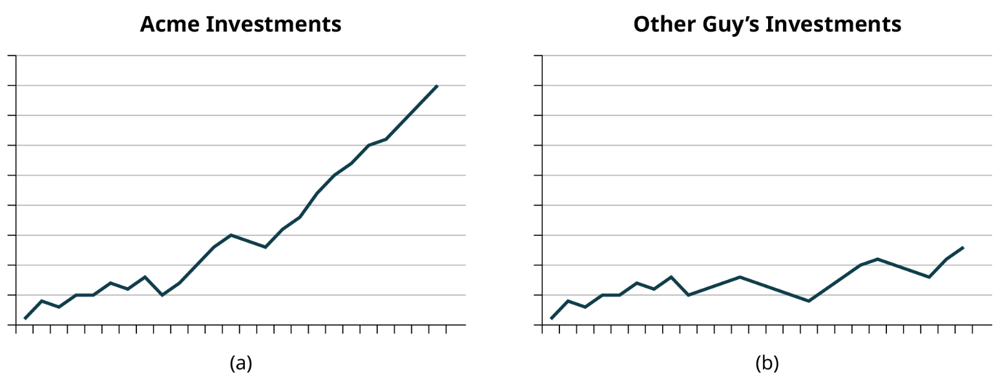 Acme Investments
Other Guy’s Investments
(a)
(b)